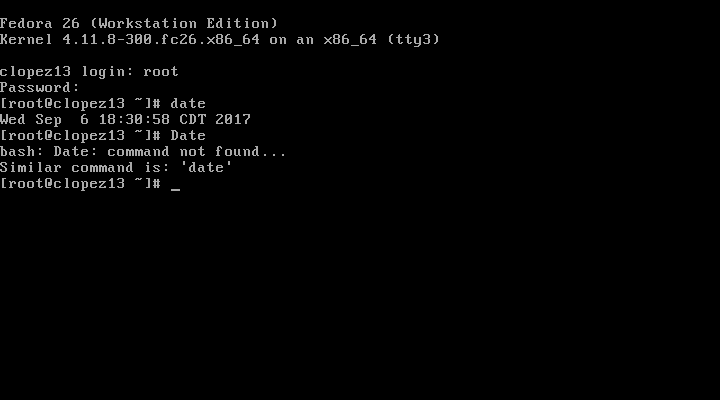 Fedora 26 (Workstation Edition)
Kernel 4.11.8-300.fc26.x86_64 on an x86_64 (tty3)
clopez13 login: root
Password:
[root@clopez13 ~]# date
Wed Sep  6 18:30:58 CDT 2017
[root@clopez13 ~]# Date
bash: Date: command not found...
Similar command is: 'date'
[root@clopez13 ~]# _